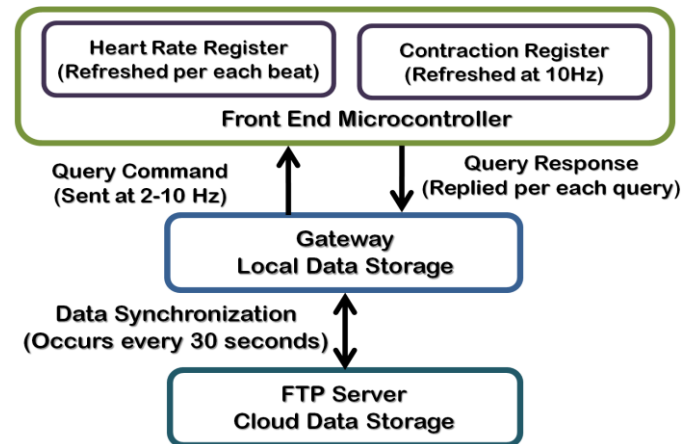 Heart Rate Register
(Refreshed per each beat)
Contraction Register
(Refreshed at 10Hz)
Front End Microcontroller
Query Command
(Sent at 2-10 Hz)
Query Response
(Replied per each query)
Gateway
Local Data Storage
Data Synchronization
(Occurs every 30 seconds)
FTP Server
Cloud Data Storage